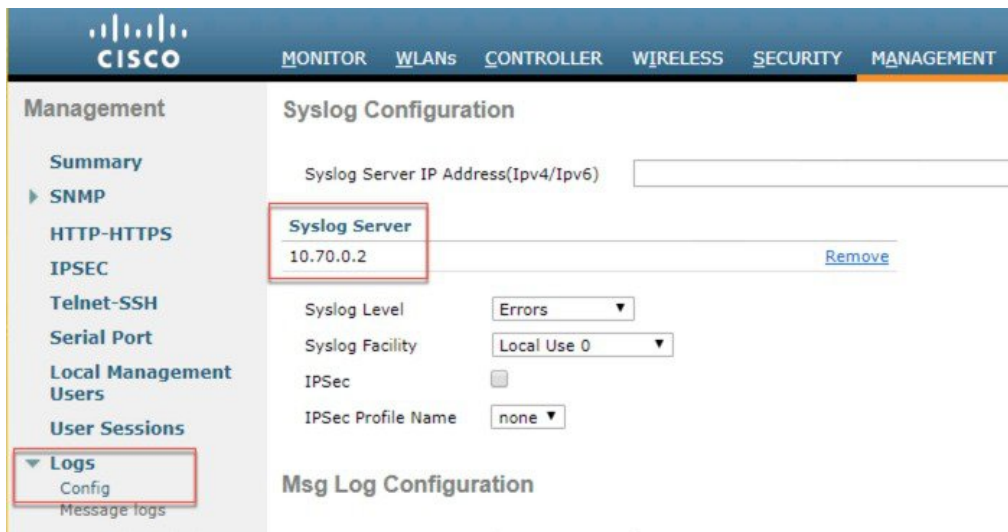 CISCO
MONITOR WLANs CONTROLLER WIRELESS SECURITY MANAGEMENT
Management
Summary
SNMP
HTTP-HTTPS
IPSEC
Telnet-SSH
Serial Port
Local Management
Users
User Sessions
Logs
Config
Message logs
Syslog Configuration
Syslog Server IP Address(Ipv4/Ipv6)
Syslog Server
10.70.0.2 Remove
Syslog Level Errors
Syslog Facility Local Use 0
IPSec
IPSec Profile Name none
Msg Log Configuration